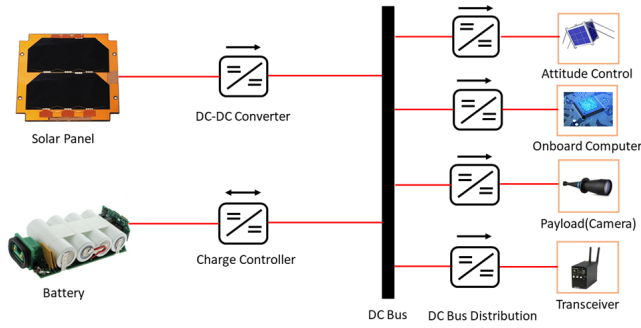 Attitude Control
Solar Panel
DC-DC Converter
Onboard Computer
Payload(Camera)
Charge Controller
Battery
Transceiver
DC Bus
DC Bus Distribution